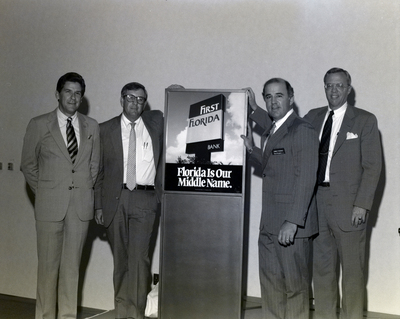 FIRST
FLORIDA
BANK
Florida Is Our
Middle Name.